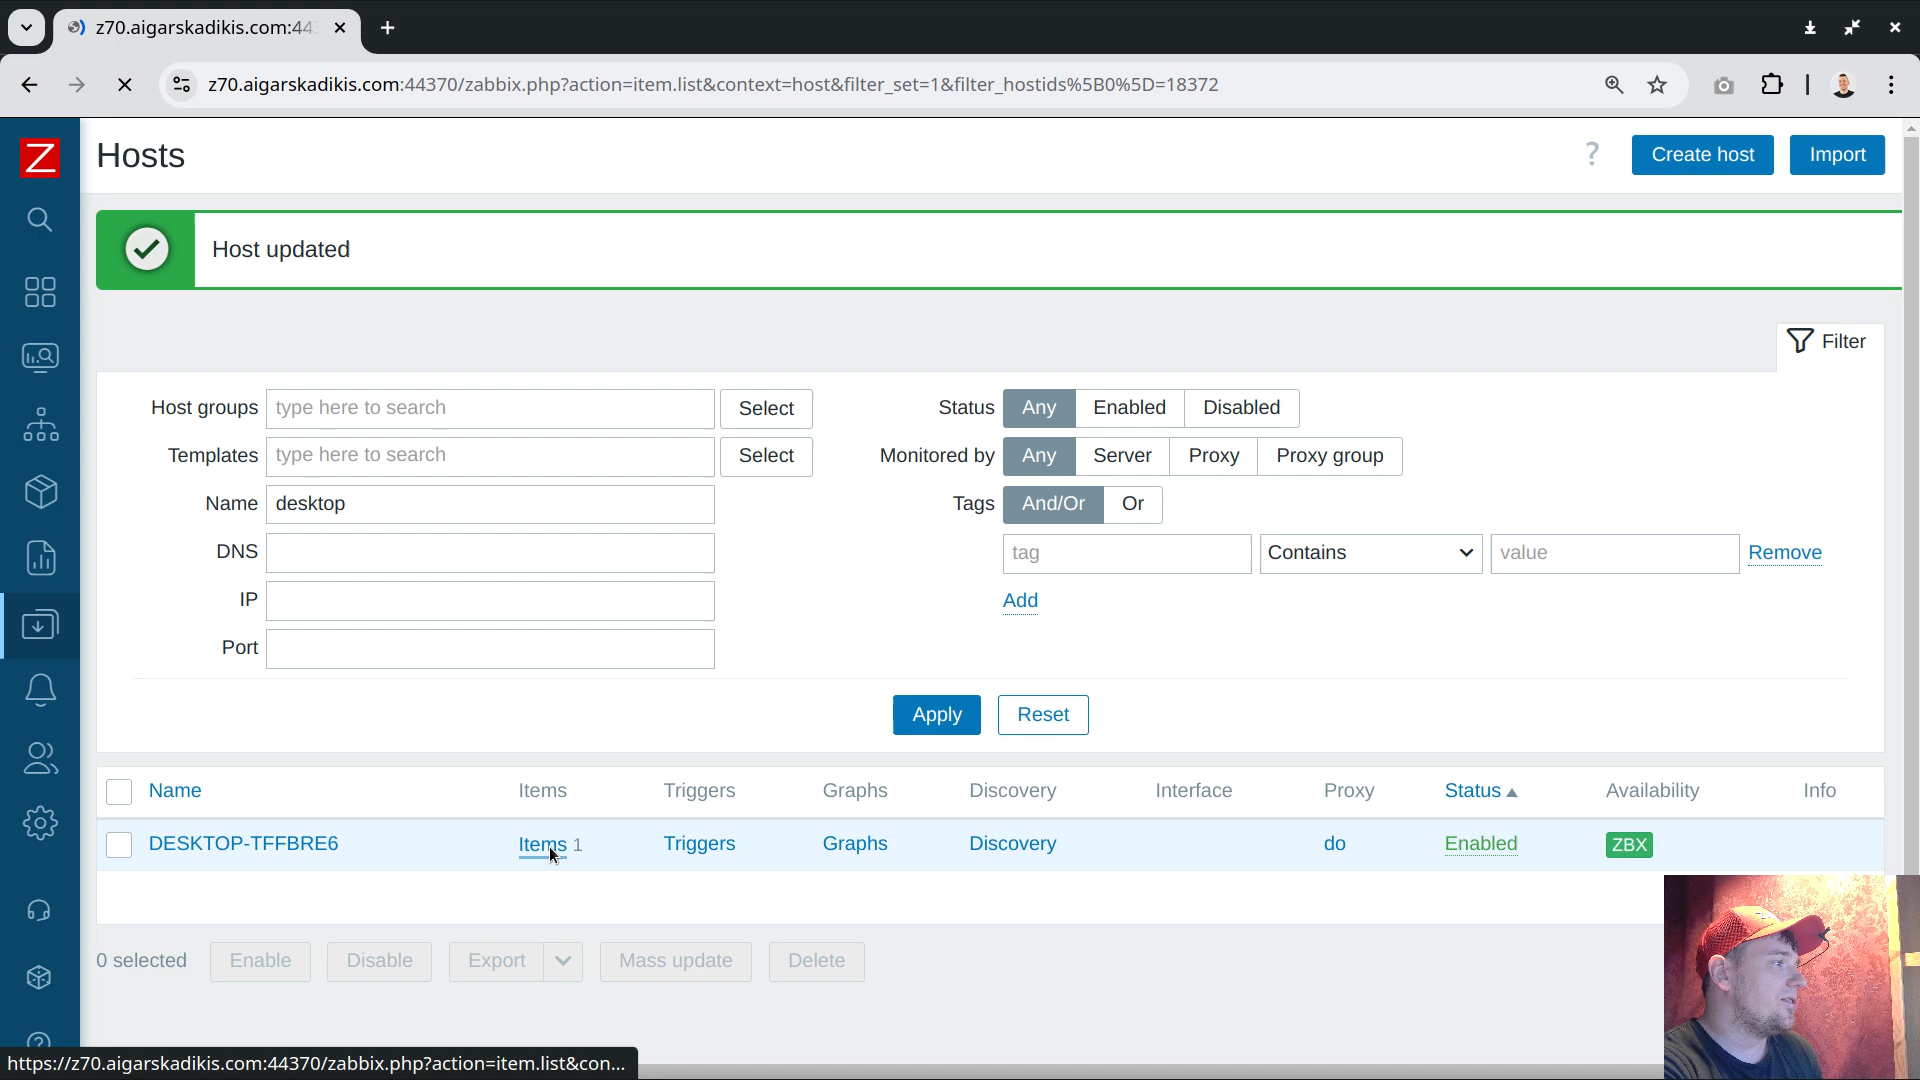 z70.aigarskadikis.com:44
z70.aigarskadikis.com:44370/zabbix.php?action=item.list&context=host&filter_set=1&filter_hostids%5B0%5D=18372
Z
Hosts
?
Create host
Import
Host updated
Filter
Host groups
type here to search
Select
Status
Any
Enabled
Disabled
Templates
type here to search
Select
Monitored by
Any
Server
Proxy
Proxy group
Name
desktop
Tags
And/Or
Or
DNS
tag
Contains
value
Remove
IP
Add
Port
Apply
Reset
Name
Items
Triggers
Graphs
Discovery
Interface
Proxy
Status
Availability
Info
DESKTOP-TFFBRE6
Items 1
Triggers
Graphs
Discovery
do
Enabled
ZBX
0 selected
Enable
Disable
Export
Mass update
Delete
https://z70.aigarskadikis.com:44370/zabbix.php?action=item.list&con...